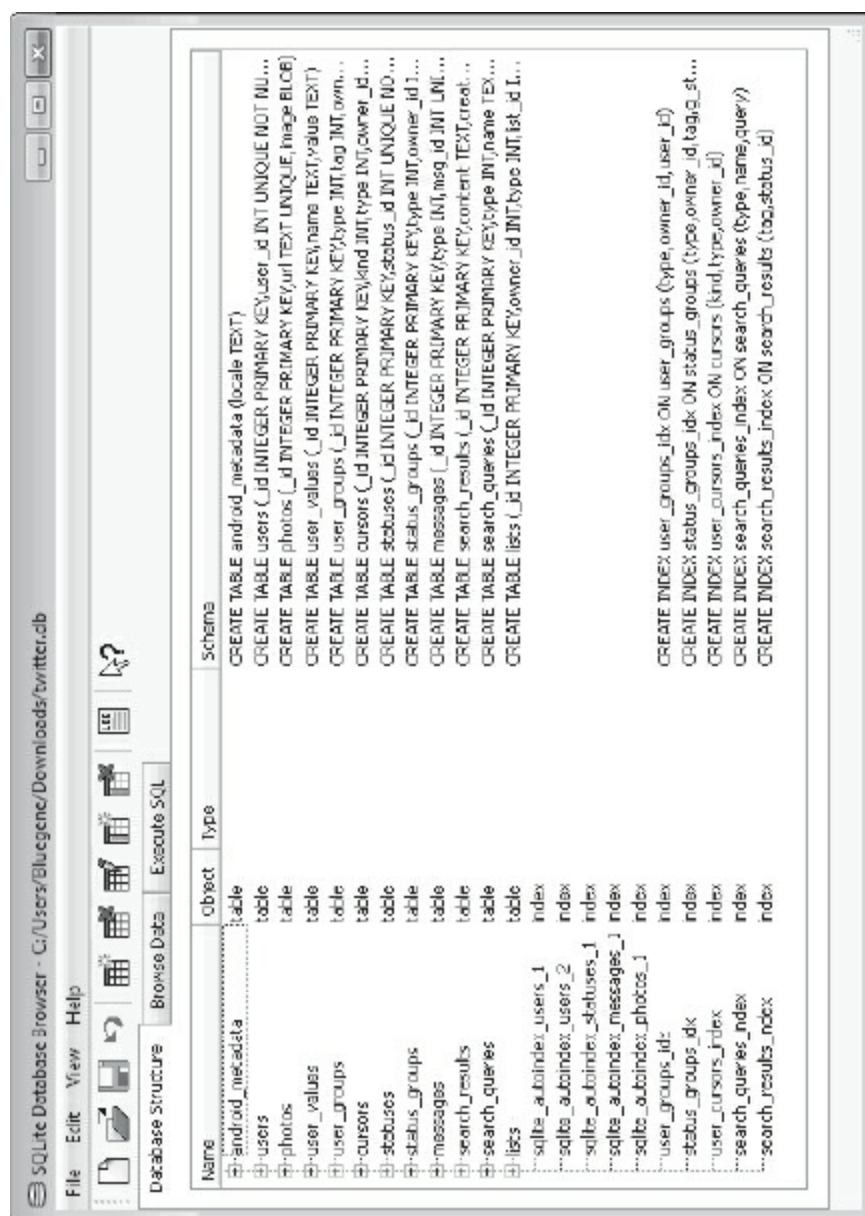 SQLite Database Browser - C:/Users/Bluegene/Downloads/twitter.db
File Edit View Help
Database Structure Browse Data Execute SQL
Name Object Type Schema
android_metadata table CREATE TABLE android_metadata (locale TEXT)
users table CREATE TABLE users (_id INTEGER PRIMARY KEY,user_id INT UNIQUE NOT NU...
photos table CREATE TABLE photos (_id INTEGER PRIMARY KEY,url TEXT UNIQUE,image BLOB)
user_values table CREATE TABLE user_values (_id INTEGER PRIMARY KEY,name TEXT,value TEXT)
user_groups table CREATE TABLE user_groups (_id INTEGER PRIMARY KEY,type INT,tag INT,own...
cursors table CREATE TABLE cursors (_id INTEGER PRIMARY KEY,kind INT,type INT,owner_id...
statuses table CREATE TABLE statuses (_id INTEGER PRIMARY KEY,status_id INT UNIQUE NO...
status_groups table CREATE TABLE status_groups (_id INTEGER PRIMARY KEY,type INT,owner_id I...
messages table CREATE TABLE messages (_id INTEGER PRIMARY KEY,type INT,msg_id INT UNI...
search_results table CREATE TABLE search_results (_id INTEGER PRIMARY KEY,content TEXT,creat...
search_queries table CREATE TABLE search_queries (_id INTEGER PRIMARY KEY,type INT,name TEX...
lists table CREATE TABLE lists (_id INTEGER PRIMARY KEY,owner_id INT,type INT,list_id I...
sqlite_autoindex_users_1 index
sqlite_autoindex_users_2 index
sqlite_autoindex_statuses_1 index
sqlite_autoindex_messages_1 index
sqlite_autoindex_photos_1 index
user_groups_idx index CREATE INDEX user_groups_idx ON user_groups (type,owner_id,user_id)
status_groups_idx index CREATE INDEX status_groups_idx ON status_groups (type,owner_id,tag,g_st...
user_cursors_index index CREATE INDEX user_cursors_index ON cursors (kind,type,owner_id)
search_queries_index index CREATE INDEX search_queries_index ON search_queries (type,name,query)
search_results_index index CREATE INDEX search_results_index ON search_results (tag,status_id)